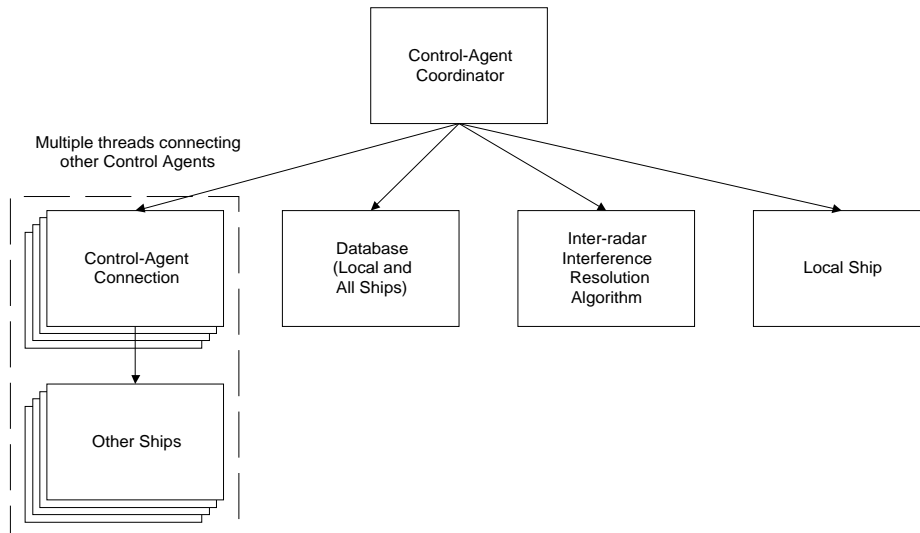 Control-Agent
Coordinator
Multiple threads connecting
other Control Agents
Control-Agent
Connection
Database
(Local and
All Ships)
Inter-radar
Interference
Resolution
Algorithm
Local Ship
Other Ships